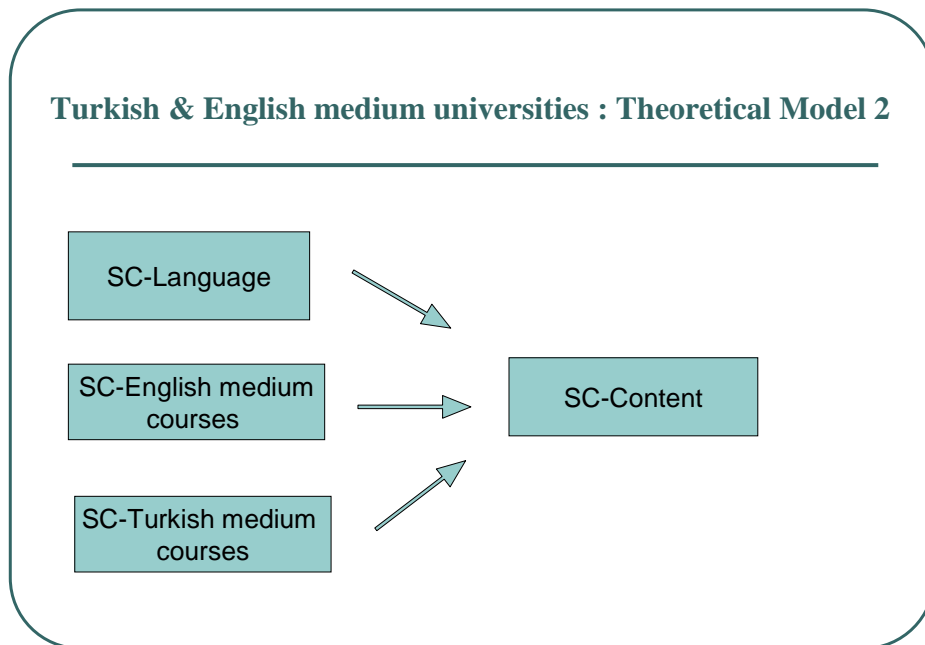 Turkish & English medium universities : Theoretical Model 2
SC-Language
SC-English medium
courses
SC-Content
SC-Turkish medium
courses